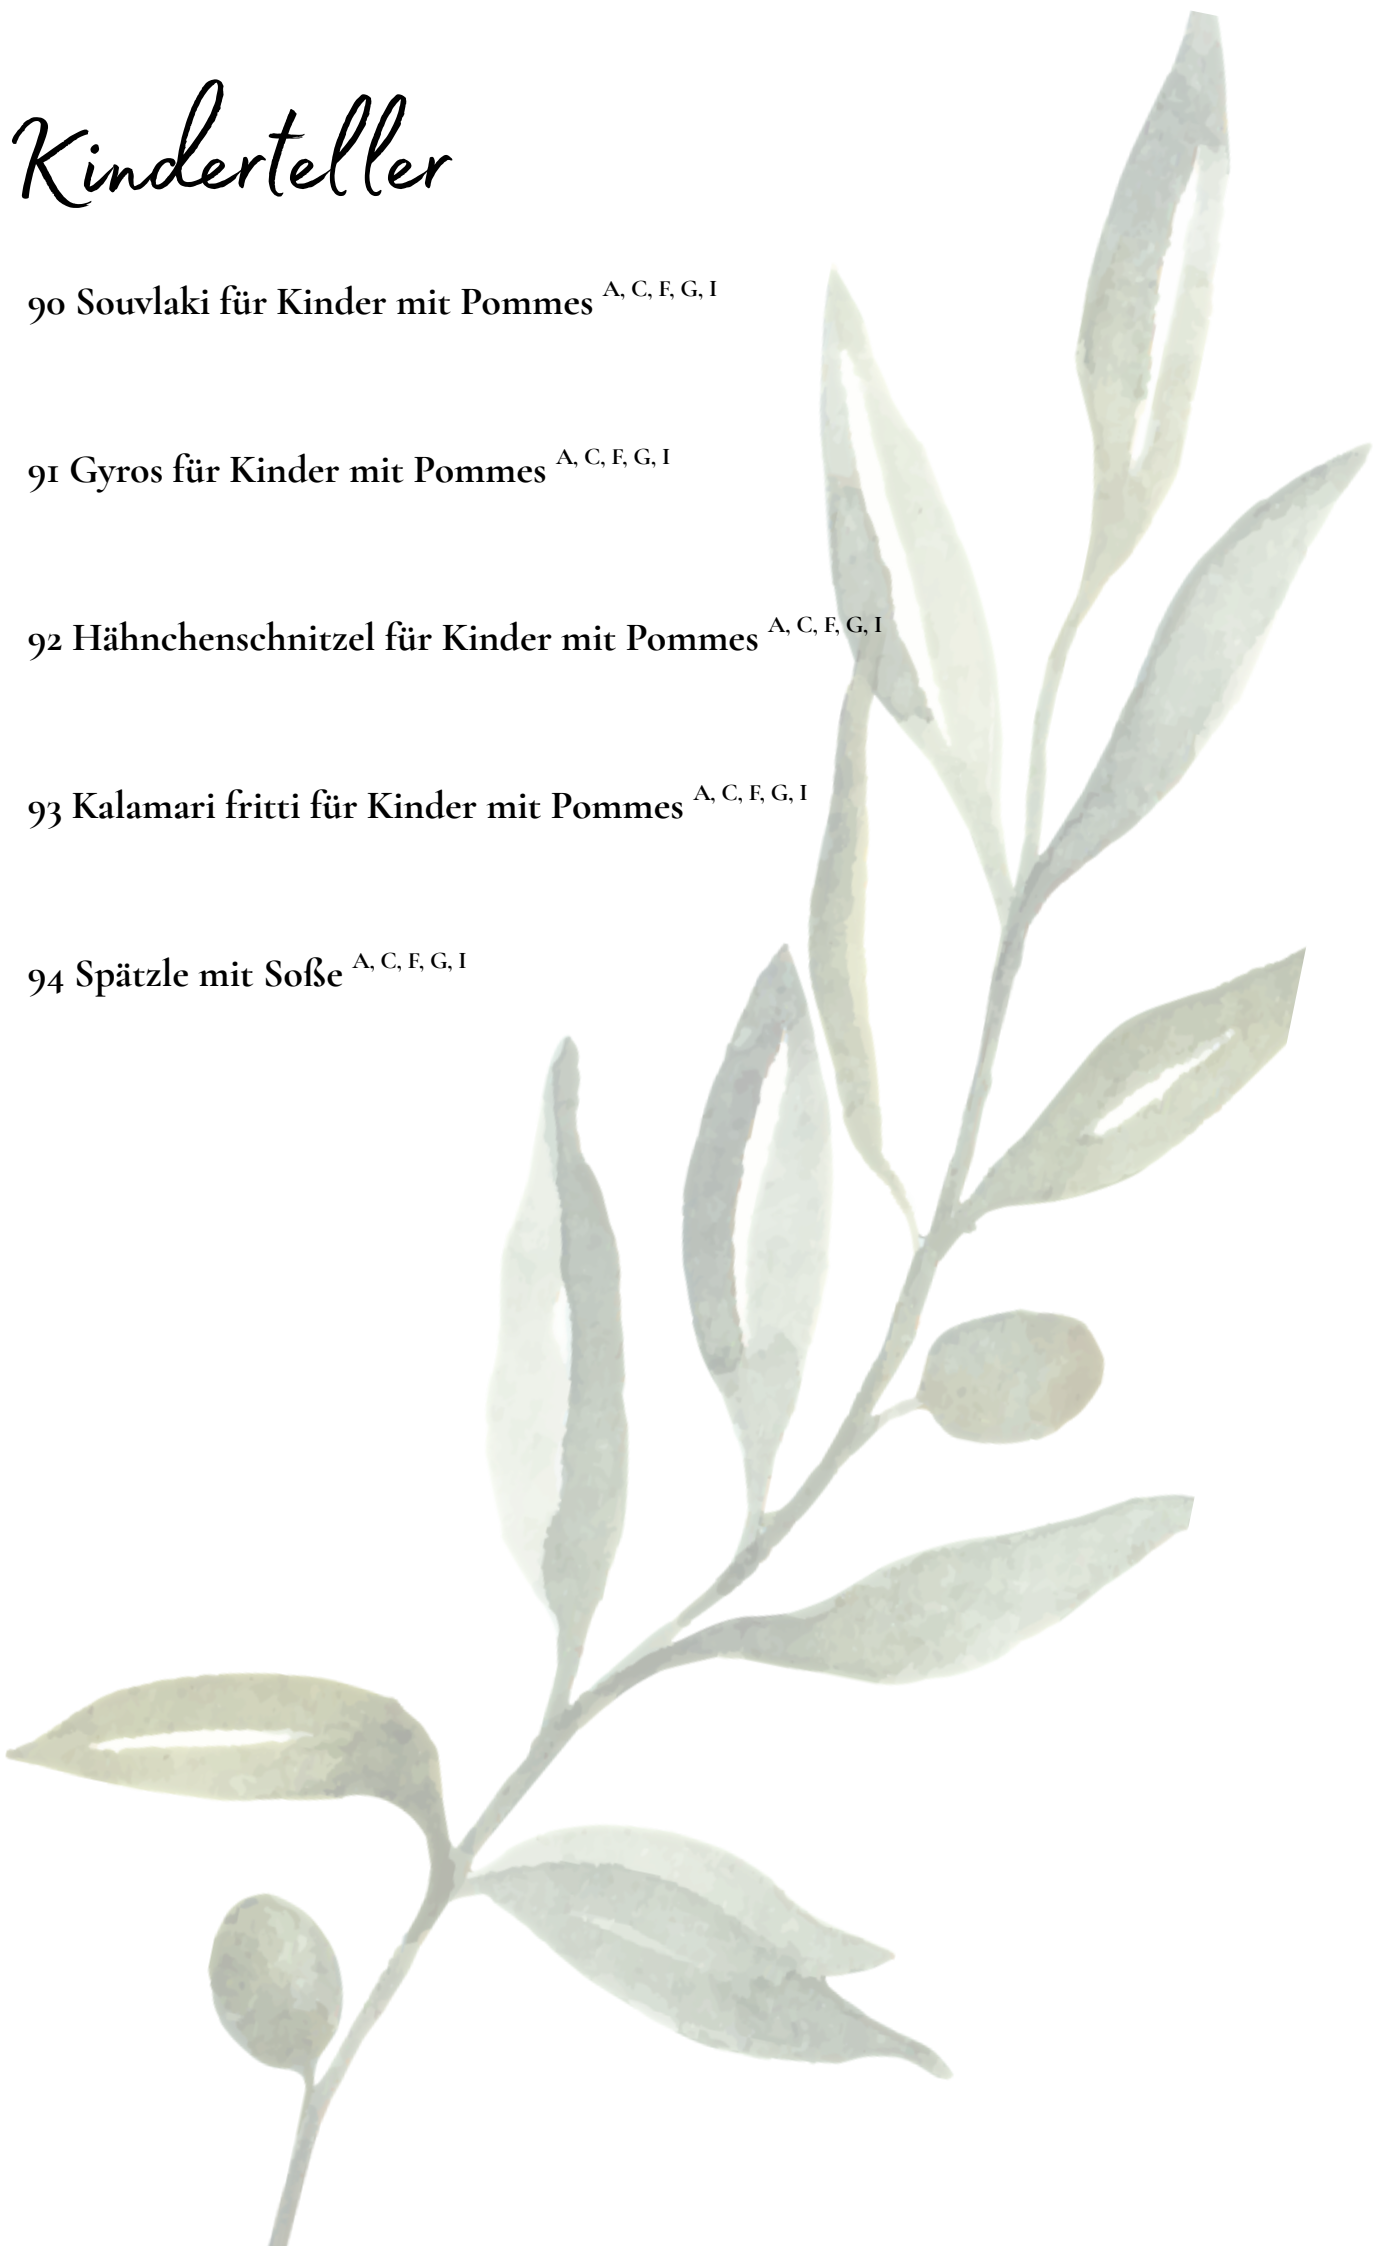 Kinderteller
90 Souvlaki für Kinder mit Pommes A, C, F, G, I
91 Gyros für Kinder mit Pommes A, C, F, G, I
92 Hähnchenschnitzel für Kinder mit Pommes A, C, F, G, I
93 Kalamari fritti für Kinder mit Pommes A, C, F, G, I
94 Spätzle mit Soße A, C, F, G, I